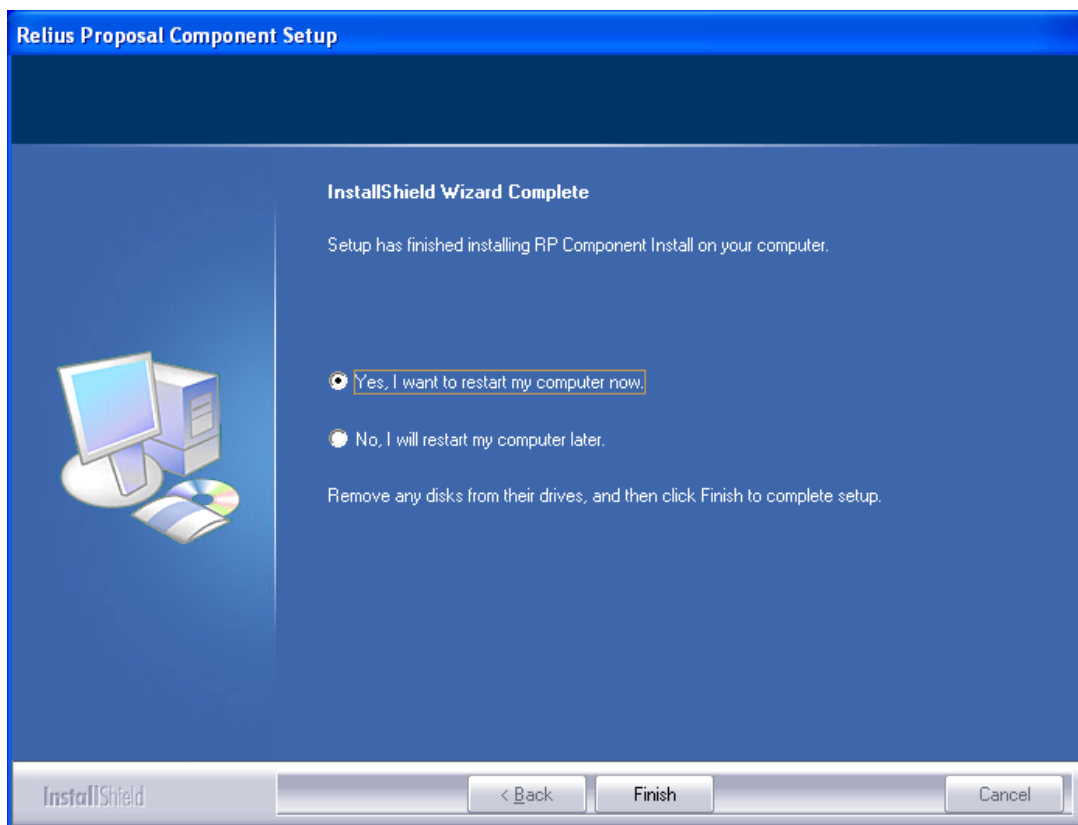 Relius Proposal Component Setup
InstallShield Wizard Complete
Setup has finished installing RP Component Install on your computer.
Yes, I want to restart my computer now.
No, I will restart my computer later.
Remove any disks from their drives, and then click Finish to complete setup.
InstallShield
< Back
Finish
Cancel